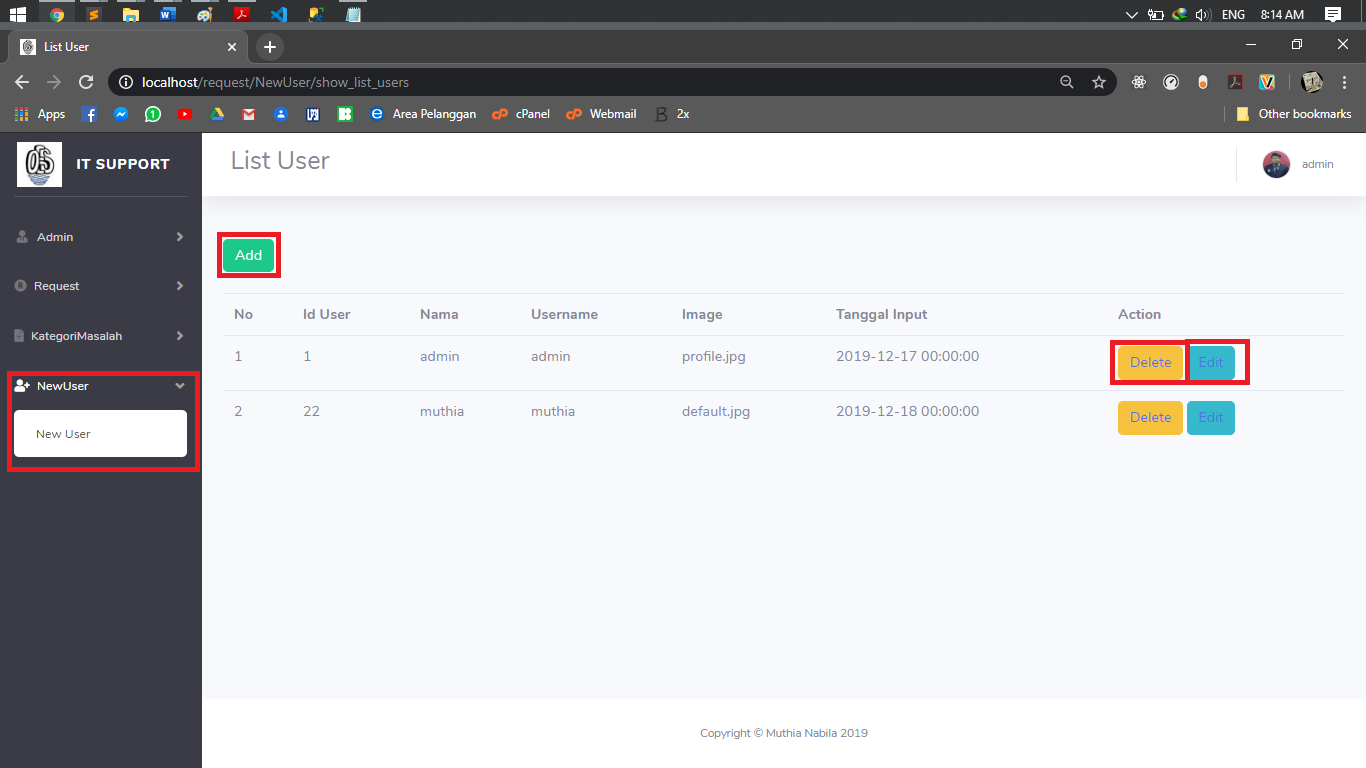 ENG 8:14 AM
List User
localhost/request/NewUser/show_list_users
Apps Area Pelanggan cPanel Webmail 2x Other bookmarks
IT SUPPORT
List User
admin
Admin
Request
KategoriMasalah
NewUser
New User
Add
No Id User Nama Username Image Tanggal Input Action
1 1 admin admin profile.jpg 2019-12-17 00:00:00 Delete Edit
2 22 muthia muthia default.jpg 2019-12-18 00:00:00 Delete Edit
Copyright © Muthia Nabila 2019